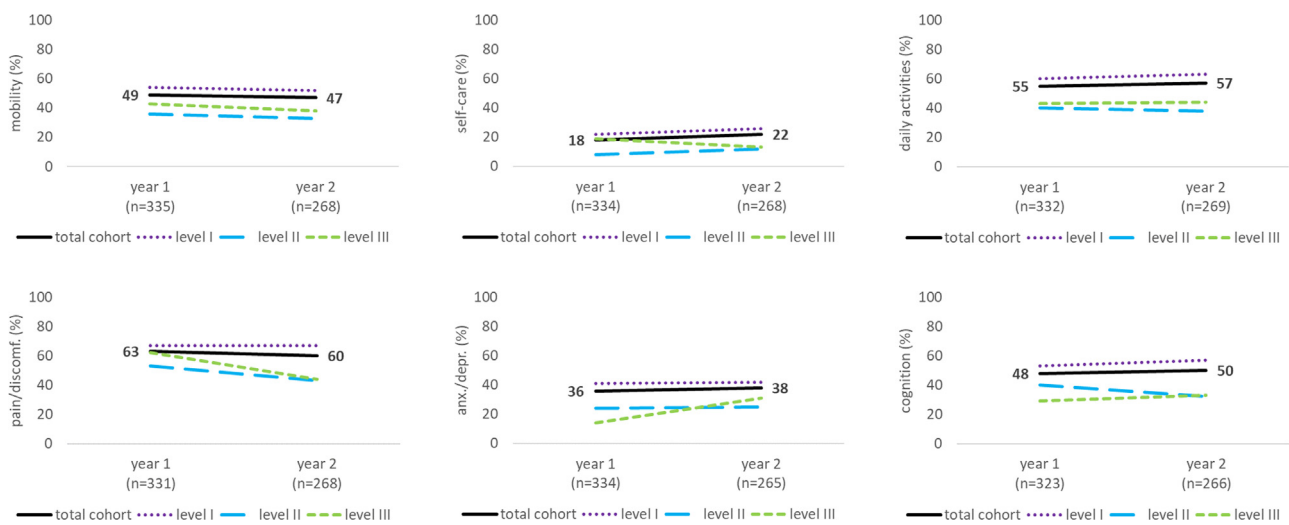 mobility (%)
100
80
60
40
20
0
49
47
year 1
(n=335)
year 2
(n=268)
total cohort level I level II level III
self-care (%)
100
80
60
40
20
0
18
22
year 1
(n=334)
year 2
(n=268)
total cohort level I level II level III
daily activities (%)
100
80
60
40
20
0
55
57
year 1
(n=332)
year 2
(n=269)
total cohort level I level II level III
pain/discomf. (%)
100
80
60
40
20
0
63
60
year 1
(n=331)
year 2
(n=268)
total cohort level I level II level III
anx./depr. (%)
100
80
60
40
20
0
36
38
year 1
(n=334)
year 2
(n=265)
total cohort level I level II level III
cognition (%)
100
80
60
40
20
0
48
50
year 1
(n=323)
year 2
(n=266)
total cohort level I level II level III